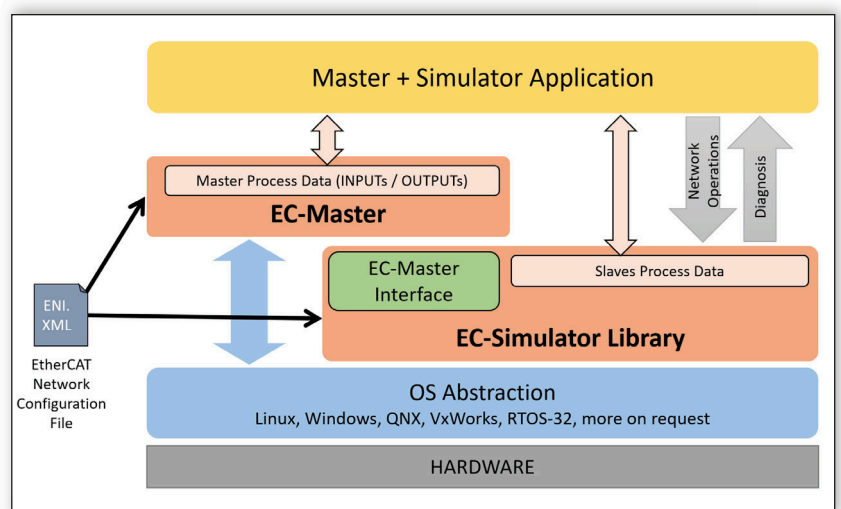 Master + Simulator Application
Master Process Data (INPUTs / OUTPUTs)
EC-Master
Network
Operations
Diagnosis
EC-Master
Interface
Slaves Process Data
EC-Simulator Library
ENI.
XML
EtherCAT
Network
Configuration
File
OS Abstraction
Linux, Windows, QNX, VxWorks, RTOS-32, more on request
HARDWARE